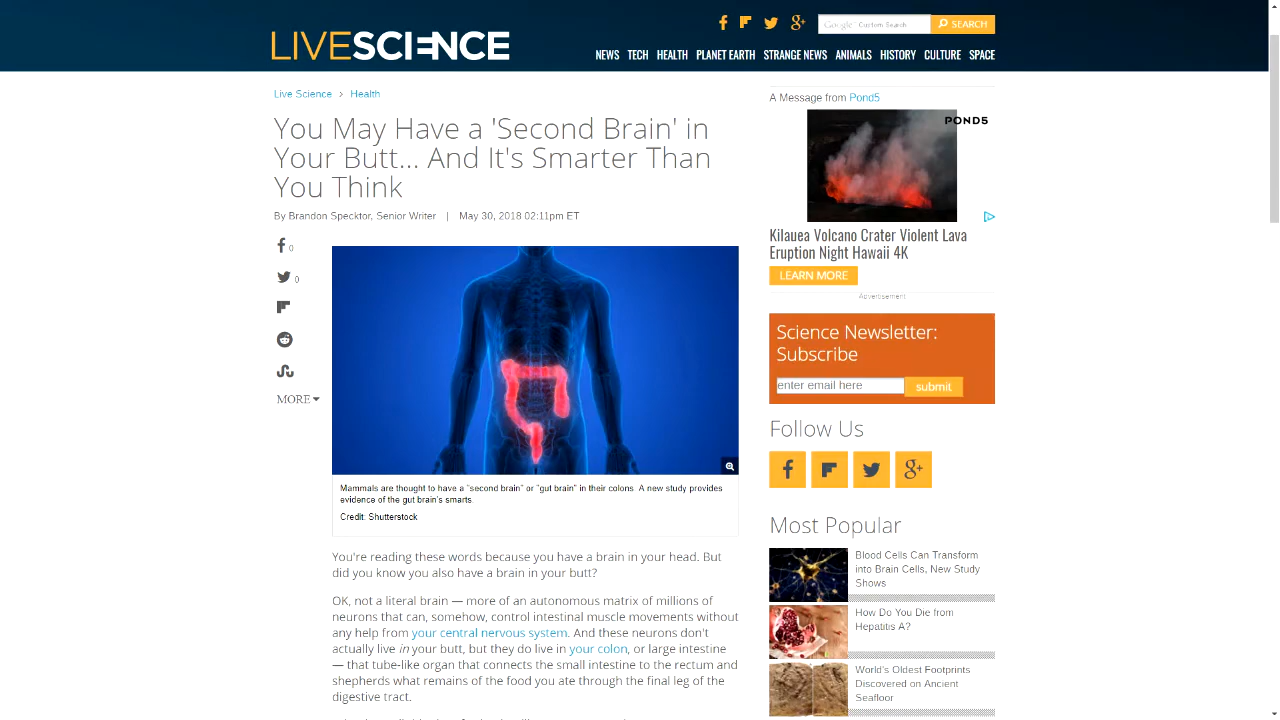 LIVESCIENCE
Google Custom Search
SEARCH
NEWS TECH HEALTH PLANET EARTH STRANGE NEWS ANIMALS HISTORY CULTURE SPACE
Live Science › Health
You May Have a 'Second Brain' in
Your Butt... And It's Smarter Than
You Think
By Brandon Specktor, Senior Writer | May 30, 2018 02:11pm ET
0
0
MORE
Mammals are thought to have a "second brain" or "gut brain" in their colons. A new study provides
evidence of the gut brain's smarts.
Credit: Shutterstock
You're reading these words because you have a brain in your head. But
did you know you also have a brain in your butt?
OK, not a literal brain — more of an autonomous matrix of millions of
neurons that can, somehow, control intestinal muscle movements without
any help from your central nervous system. And these neurons don't
actually live in your butt, but they do live in your colon, or large intestine
— that tube-like organ that connects the small intestine to the rectum and
shepherds what remains of the food you ate through the final leg of the
digestive tract.
A Message from Pond5
POND5
Kilauea Volcano Crater Violent Lava
Eruption Night Hawaii 4K
LEARN MORE
Advertisement
Science Newsletter:
Subscribe
enter email here
submit
Follow Us
Most Popular
Blood Cells Can Transform
into Brain Cells, New Study
Shows
How Do You Die from
Hepatitis A?
World's Oldest Footprints
Discovered on Ancient
Seafloor